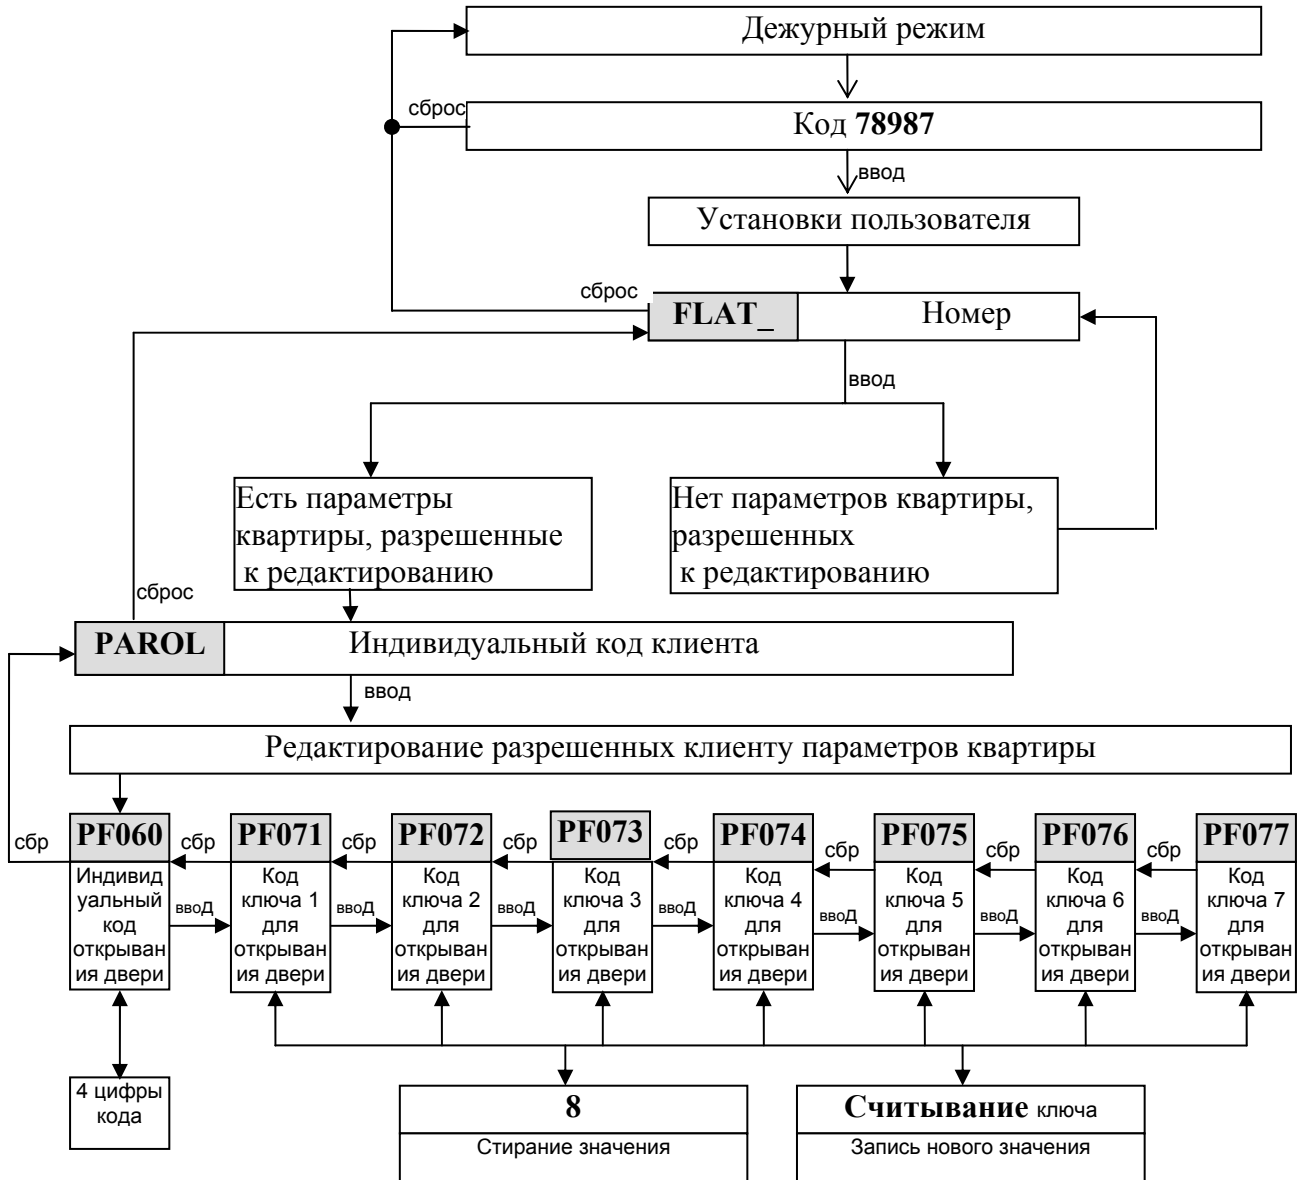 Дежурный режим
сброс
Код 78987
ввод
Установки пользователя
сброс
FLAT_ Номер
ввод
Есть параметры
квартиры, разрешенные
к редактированию
Нет параметров квартиры,
разрешенных
к редактированию
сброс
PAROL Индивидуальный код клиента
ввод
Редактирование разрешенных клиенту параметров квартиры
сбр
PF060
Индивид
уальный
код
открыван
ия двери
сбр
ввоД
PF071
Код
ключа 1
для
открыван
ия двери
сбр
ввоД
PF072
Код
ключа 2
для
открыван
ия двери
сбр
ввоД
PF073
Код
ключа 3
для
открыван
ия двери
сбр
ввоД
PF074
Код
ключа 4
для
открыван
ия двери
сбр
ввоД
PF075
Код
ключа 5
для
открыван
ия двери
сбр
ввоД
PF076
Код
ключа 6
для
открыван
ия двери
сбр
ввоД
PF077
Код
ключа 7
для
открыван
ия двери
4 цифры
кода
8
Стирание значения
Считывание ключа
Запись нового значения